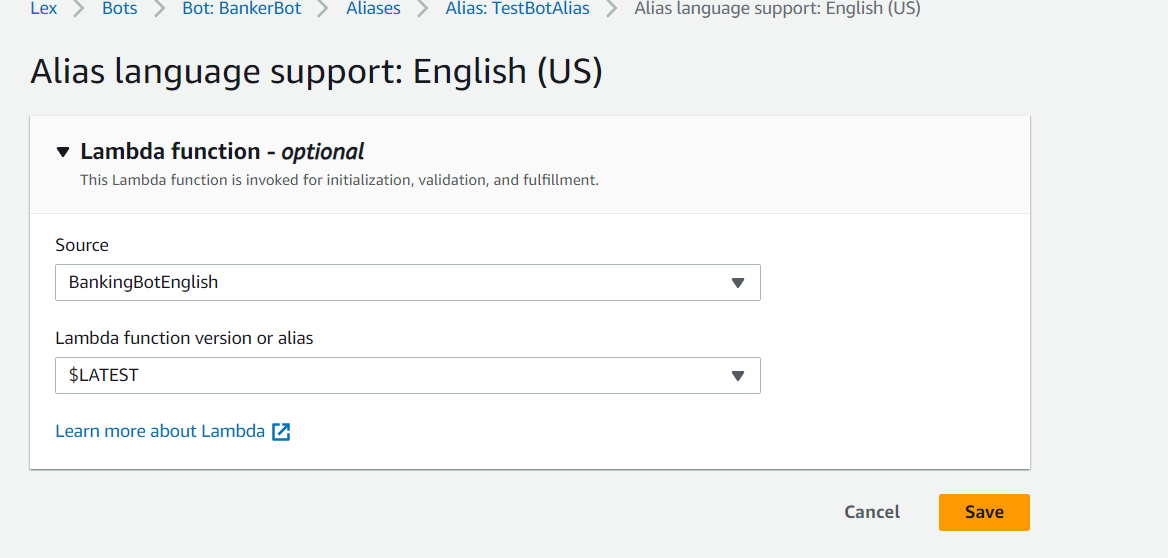 Lex > Bots > Bot: BankerBot > Aliases > Alias: TestBotAlias > Alias language support: English (US)
Alias language support: English (US)
Lambda function - optional
This Lambda function is invoked for initialization, validation, and fulfillment.
Source
BankingBotEnglish
Lambda function version or alias
$LATEST
Learn more about Lambda
Cancel Save